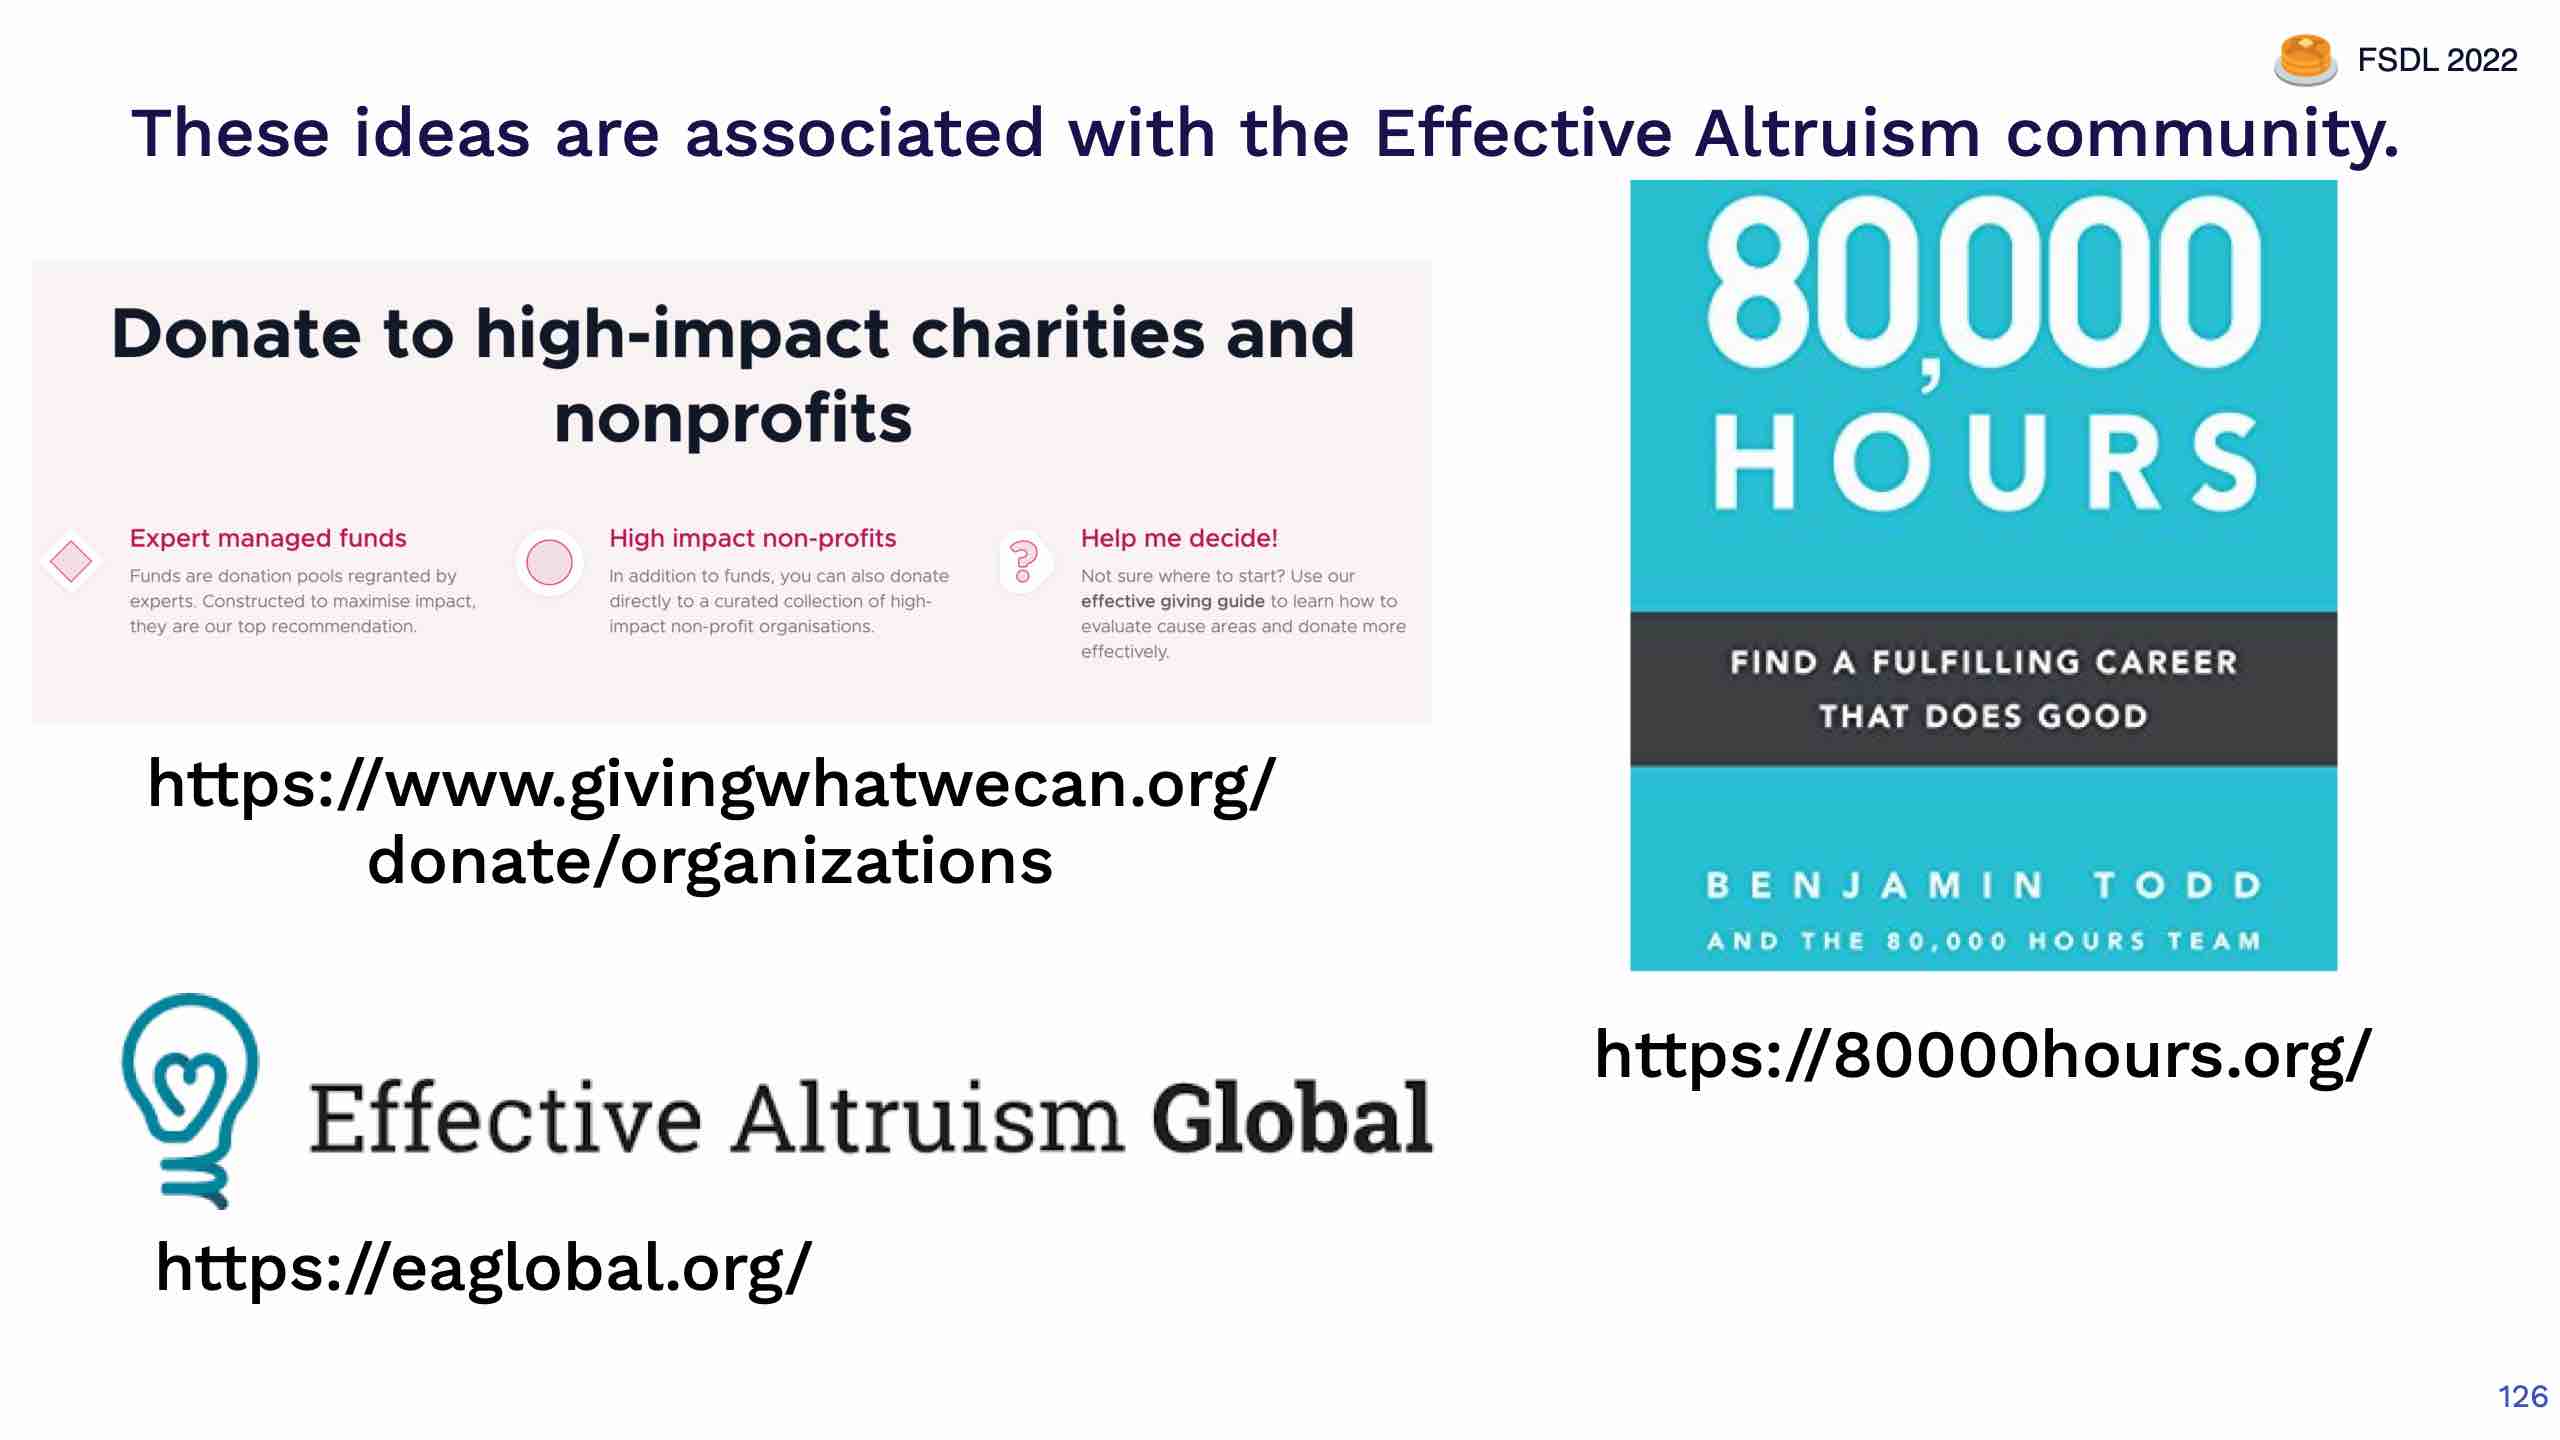 FSDL 2022
These ideas are associated with the Effective Altruism community.
Donate to high-impact charities and
nonprofits
Expert managed funds
Funds are donation pools regranted by
experts. Constructed to maximise impact,
they are our top recommendation.
High impact non-profits
In addition to funds, you can also donate
directly to a curated collection of high-
impact non-profit organisations.
?
Help me decide!
Not sure where to start? Use our
effective giving guide to learn how to
evaluate cause areas and donate more
effectively.
https://www.givingwhatwecan.org/
donate/organizations
Effective Altruism Global
https://eaglobal.org/
80,000
HOURS
FIND A FULFILLING CAREER
THAT DOES GOOD
BENJAMIN TODD
AND THE 80,000 HOURS TEAM
https://80000hours.org/
126